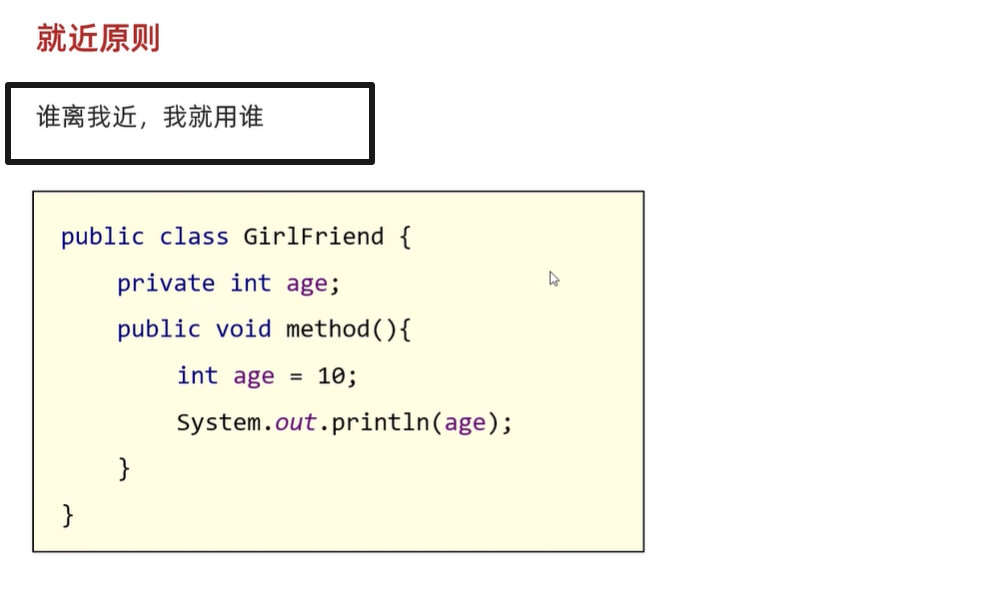 就近原则
谁离我近，我就用谁
public class GirlFriend {
    private int age;
    public void method(){
        int age = 10;
        System.out.println(age);
    }
}